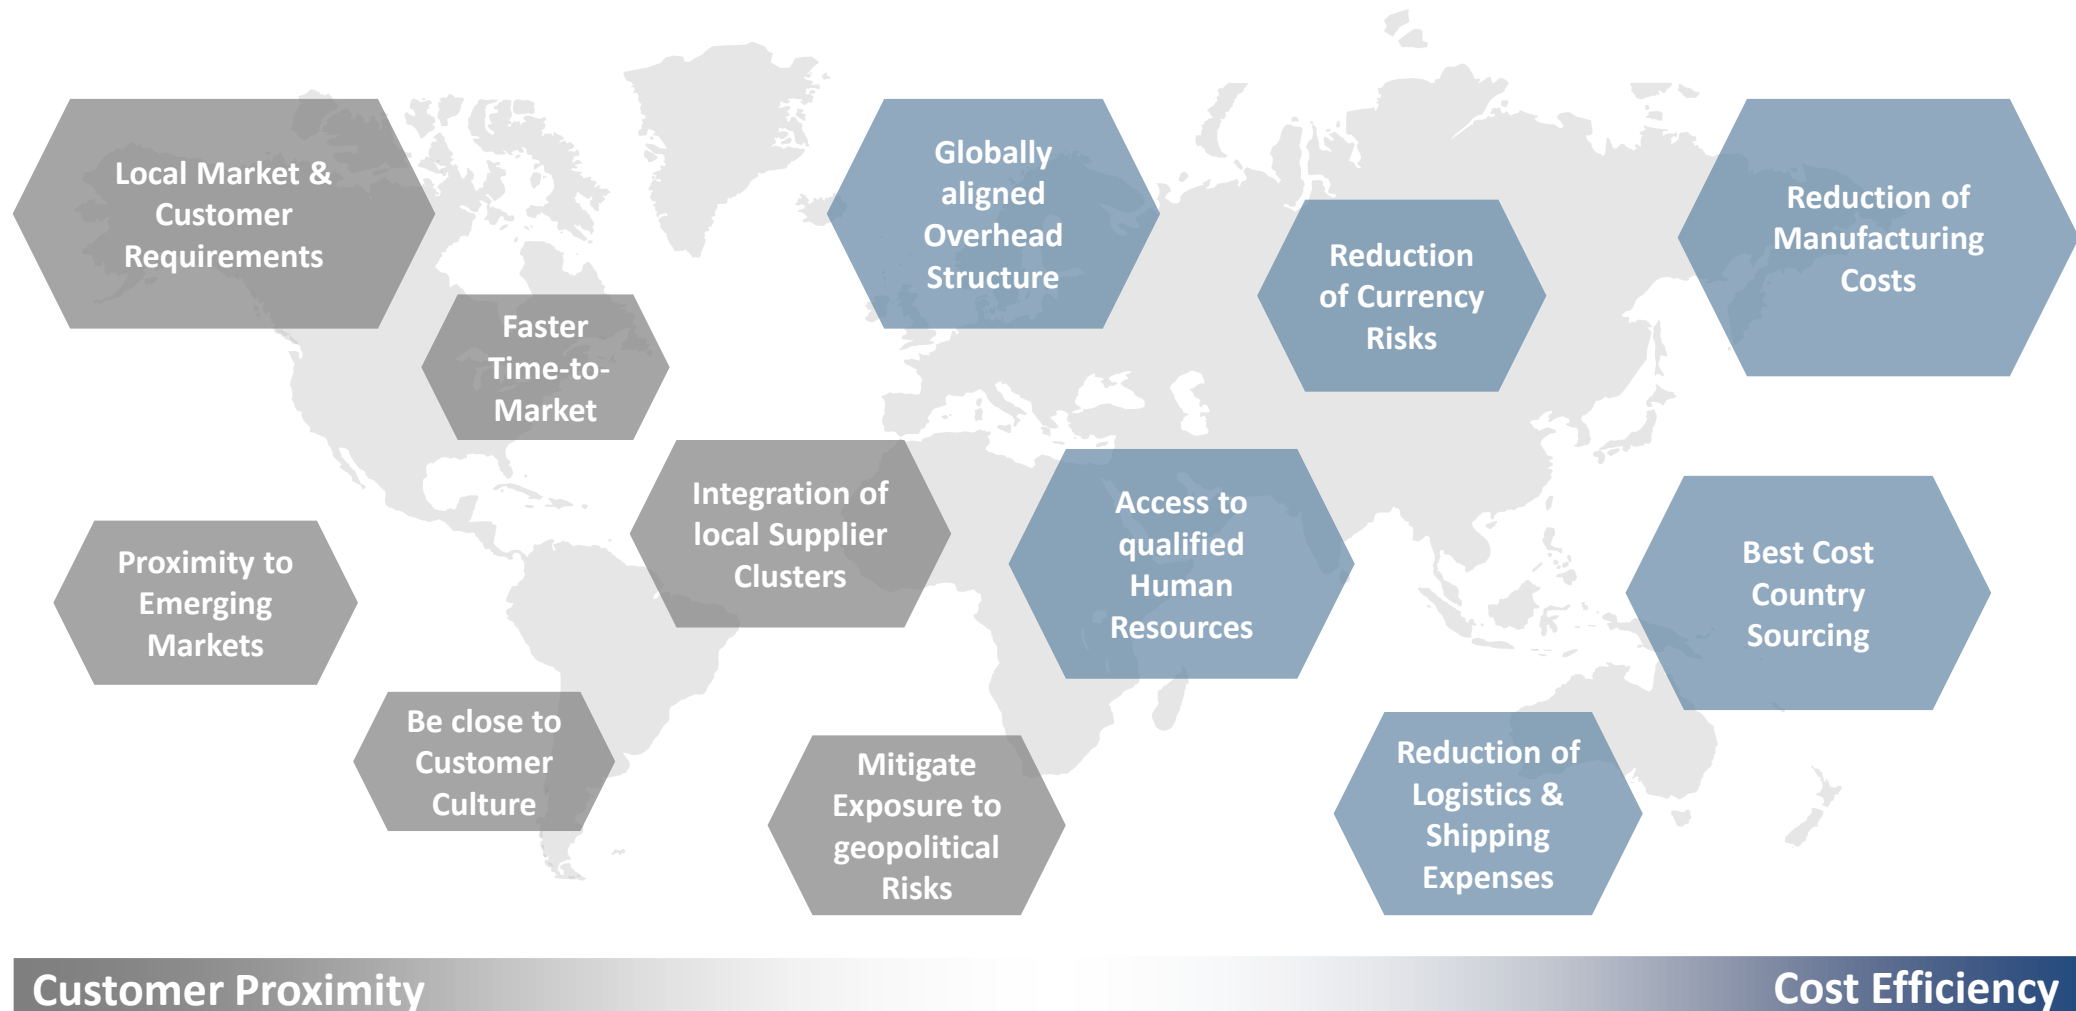 Local Market &
Customer
Requirements
Faster
Time-to-
Market
Globally
aligned
Overhead
Structure
Reduction
of Currency
Risks
Reduction of
Manufacturing
Costs
Proximity to
Emerging
Markets
Integration of
local Supplier
Clusters
Access to
qualified
Human
Resources
Best Cost
Country
Sourcing
Be close to
Customer
Culture
Mitigate
Exposure to
geopolitical
Risks
Reduction of
Logistics &
Shipping
Expenses
Customer Proximity
Cost Efficiency